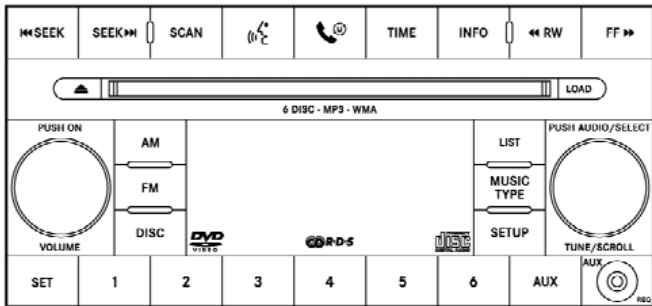 SEEK SEEK SCAN TIME INFO RW FF
LOAD
6 DISC - MP3 - WMA
PUSH ON
AM
FM
DISC
VOLUME
DVD
VIDEO
R·D·S
disc
DIGITAL AUDIO
LIST
MUSIC
TYPE
SETUP
PUSH AUDIO/SELECT
TUNE/SCROLL
SET 1 2 3 4 5 6 AUX
AUX